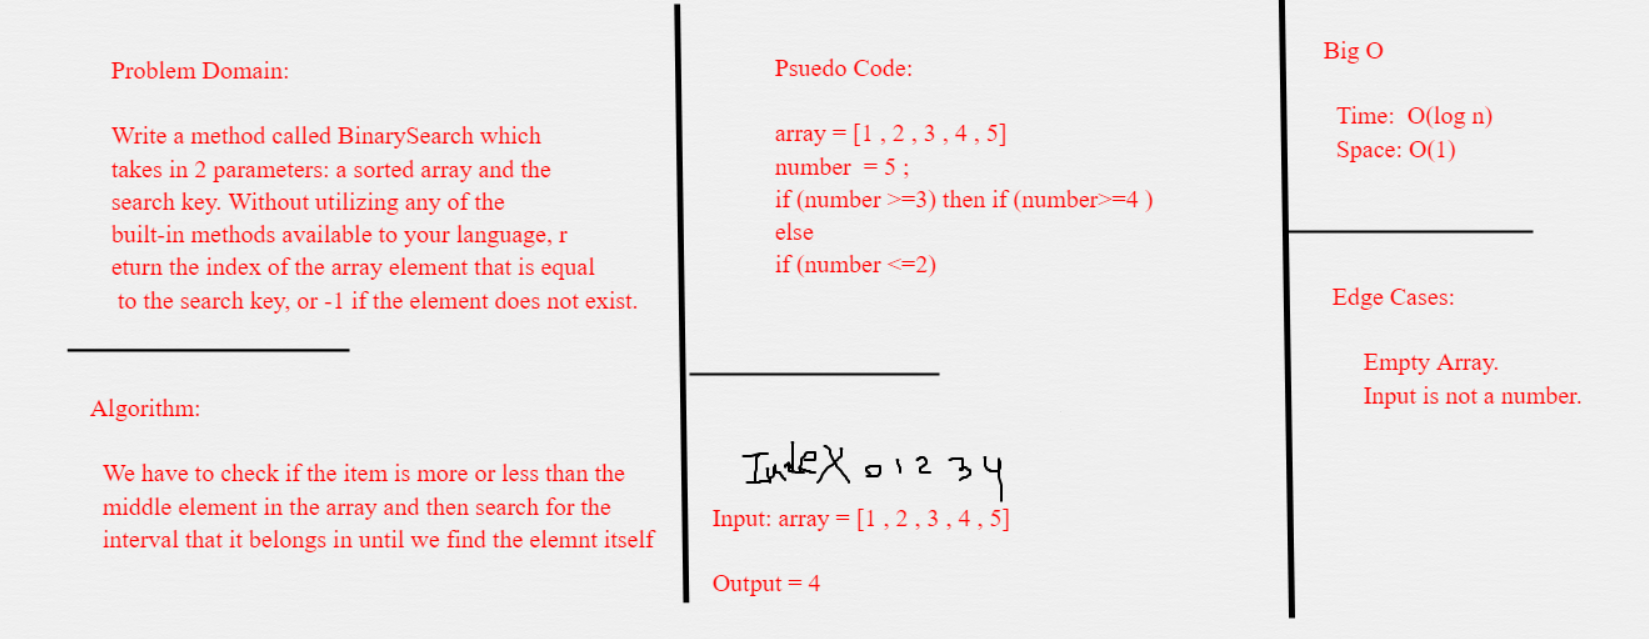 Problem Domain:
Write a method called BinarySearch which
takes in 2 parameters: a sorted array and the
search key. Without utilizing any of the
built-in methods available to your language, r
eturn the index of the array element that is equal
to the search key, or -1 if the element does not exist.
Algorithm:
We have to check if the item is more or less than the
middle element in the array and then search for the
interval that it belongs in until we find the elemnt itself
Psuedo Code:
array = [1 , 2 , 3 , 4 , 5]
number = 5 ;
if (number >=3) then if (number>=4 )
else
if (number <=2)
Index 0 1 2 3 4
Input: array = [1 , 2 , 3 , 4 , 5]
Output = 4
Big O
Time: O(log n)
Space: O(1)
Edge Cases:
Empty Array.
Input is not a number.